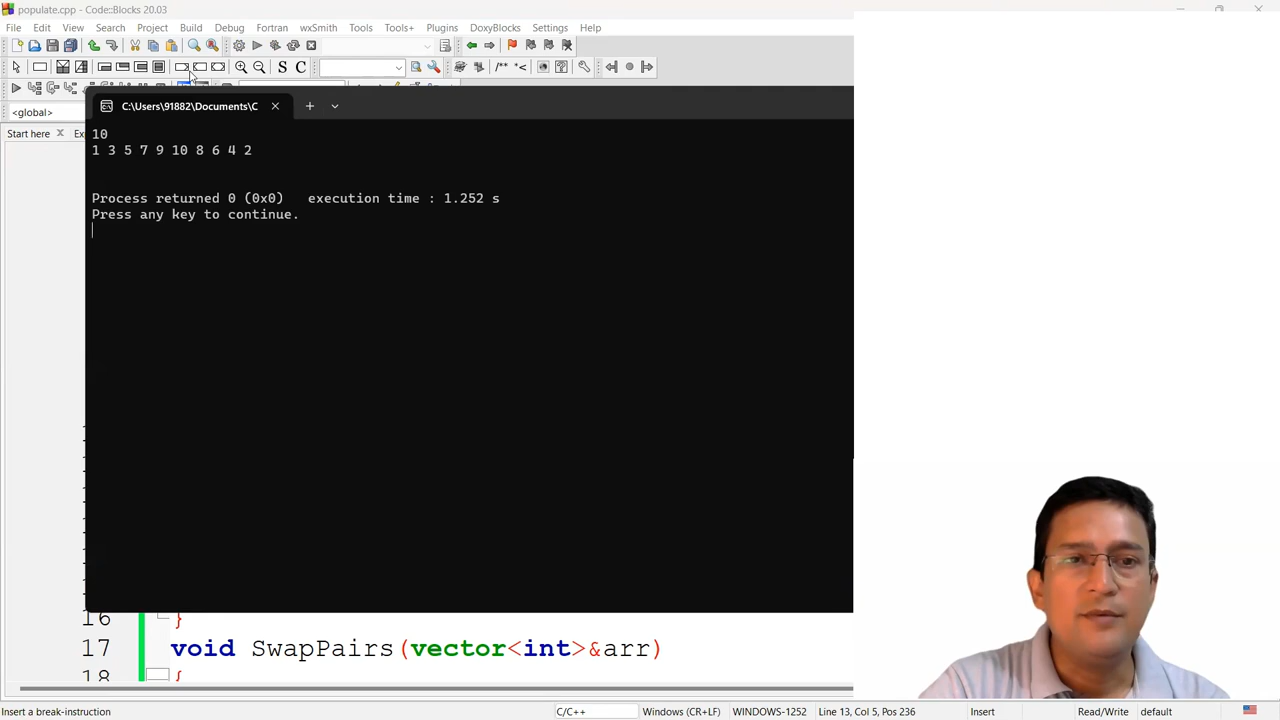 populate.cpp - Code::Blocks 20.03
File Edit View Search Project Build Debug Fortran wxSmith Tools Tools+ Plugins DoxyBlocks Settings Help
S C /** *<
<global>
C:\Users\91882\Documents\C
Start here
10
1 3 5 7 9 10 8 6 4 2
Process returned 0 (0x0) execution time : 1.252 s
Press any key to continue.
16 }
17 void SwapPairs(vector<int>&arr)
18 {
Insert a break-instruction C/C++ Windows (CR+LF) WINDOWS-1252 Line 13, Col 5, Pos 236 Insert Read/Write default